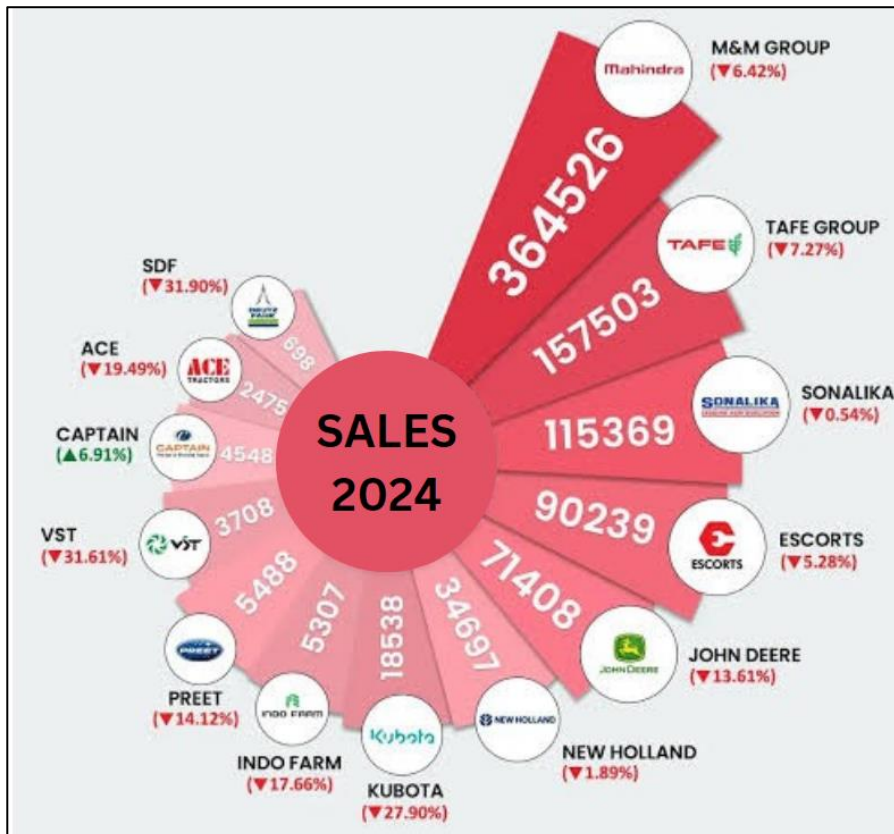 M&M GROUP
(▼6.42%)
mahindra
364526
TAFE GROUP
(▼7.27%)
TAFE
157503
SONALIKA
(▼0.54%)
SONALIKA
115369
ESCORTS
(▼5.28%)
ESCORTS
90239
JOHN DEERE
(▼13.61%)
JOHN DEERE
71408
NEW HOLLAND
(▼1.89%)
NEW HOLLAND
34697
KUBOTA
(▼27.90%)
Kubota
18538
INDO FARM
(▼17.66%)
INDO FARM
5307
PREET
(▼14.12%)
PREET
5488
VST
(▼31.61%)
VST
3708
CAPTAIN
(▲6.91%)
CAPTAIN
4548
ACE
(▼19.49%)
ACE
TRACTORS
2475
SDF
(▼31.90%)
698
SALES
2024